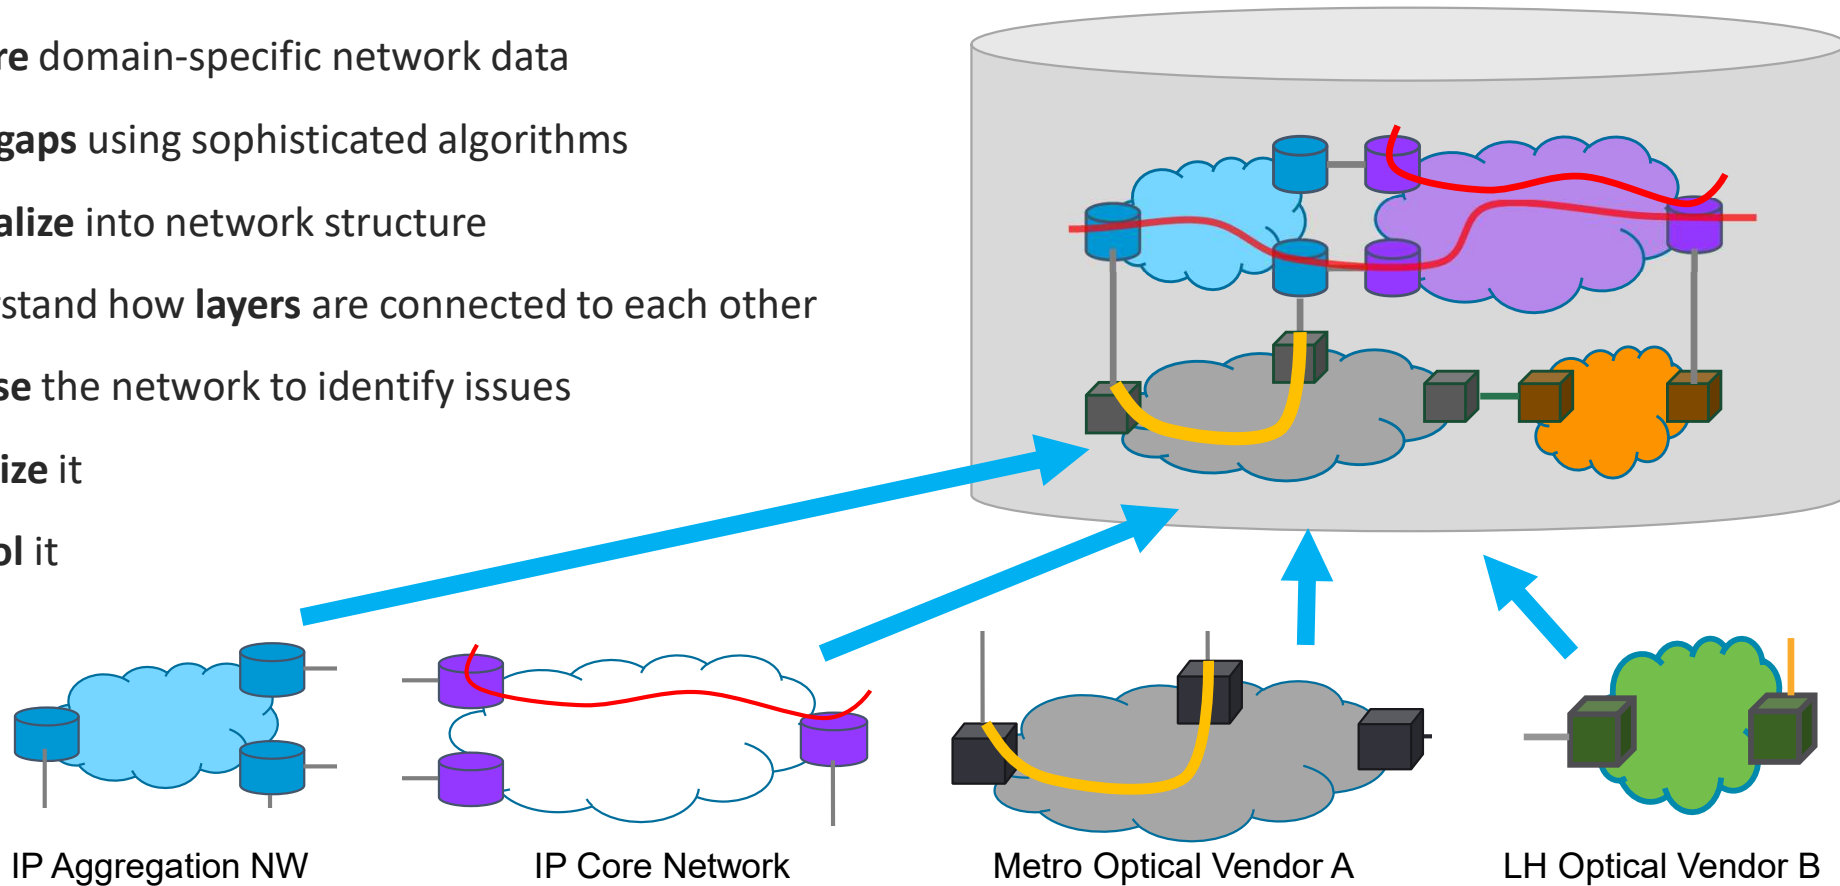 re domain-specific network data
gaps using sophisticated algorithms
alize into network structure
rstand how layers are connected to each other
se the network to identify issues
ize it
ol it
IP Aggregation NW
IP Core Network
Metro Optical Vendor A
LH Optical Vendor B